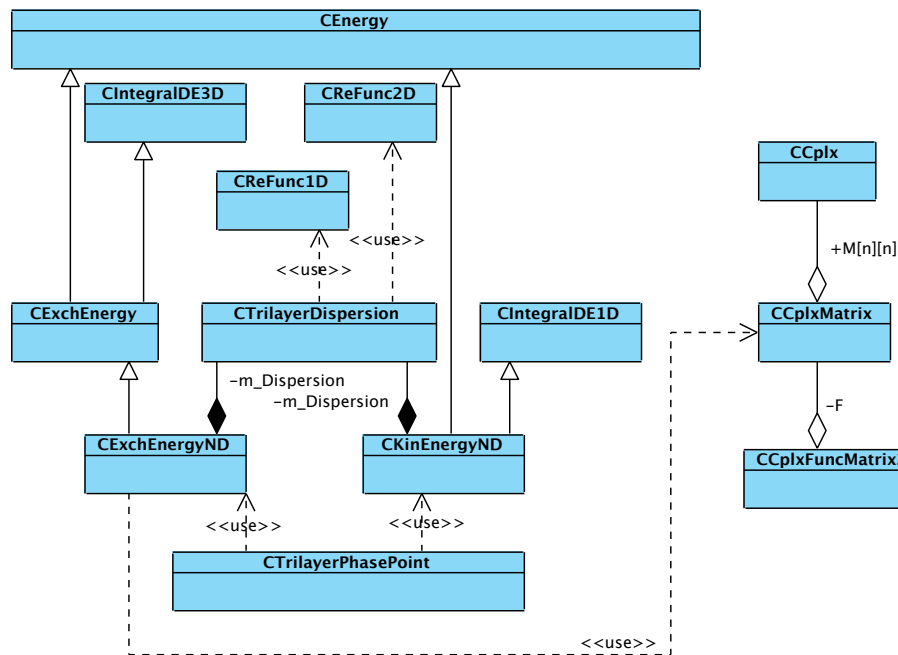 CEnergy
CIntegralDE3D
CReFunc2D
CCplx
CReFunc1D
<<use>>
+M[n][n]
<<use>>
CExchEnergy
CTrilayerDispersion
CIntegralDE1D
CCplxMatrix
-m_Dispersion
-m_Dispersion
-F
CExchEnergyND
CKinEnergyND
CCplxFuncMatrix
<<use>>
<<use>>
CTrilayerPhasePoint
<<use>>